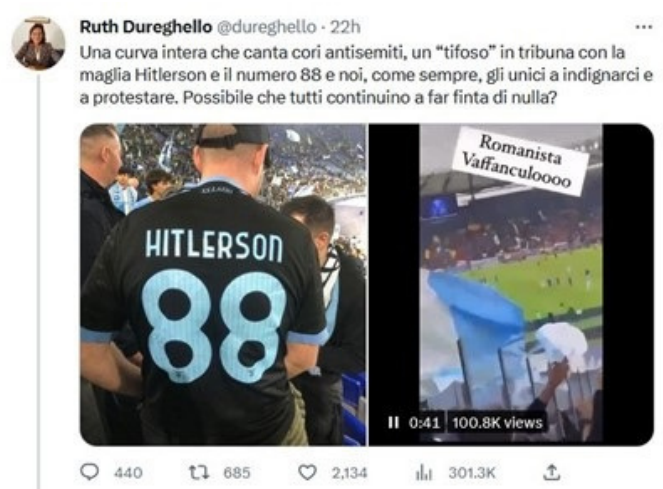 Ruth Dureghello @dureghello · 22h
Una curva intera che canta cori antisemiti, un “tifoso” in tribuna con la
maglia Hitlerson e il numero 88 e noi, come sempre, gli unici a indignarci e
a protestare. Possibile che tutti continuino a far finta di nulla?
HITLERSON
88
Romanista
Vaffanculoooo
0:41 100.8K views
440 685 2,134 301.3K